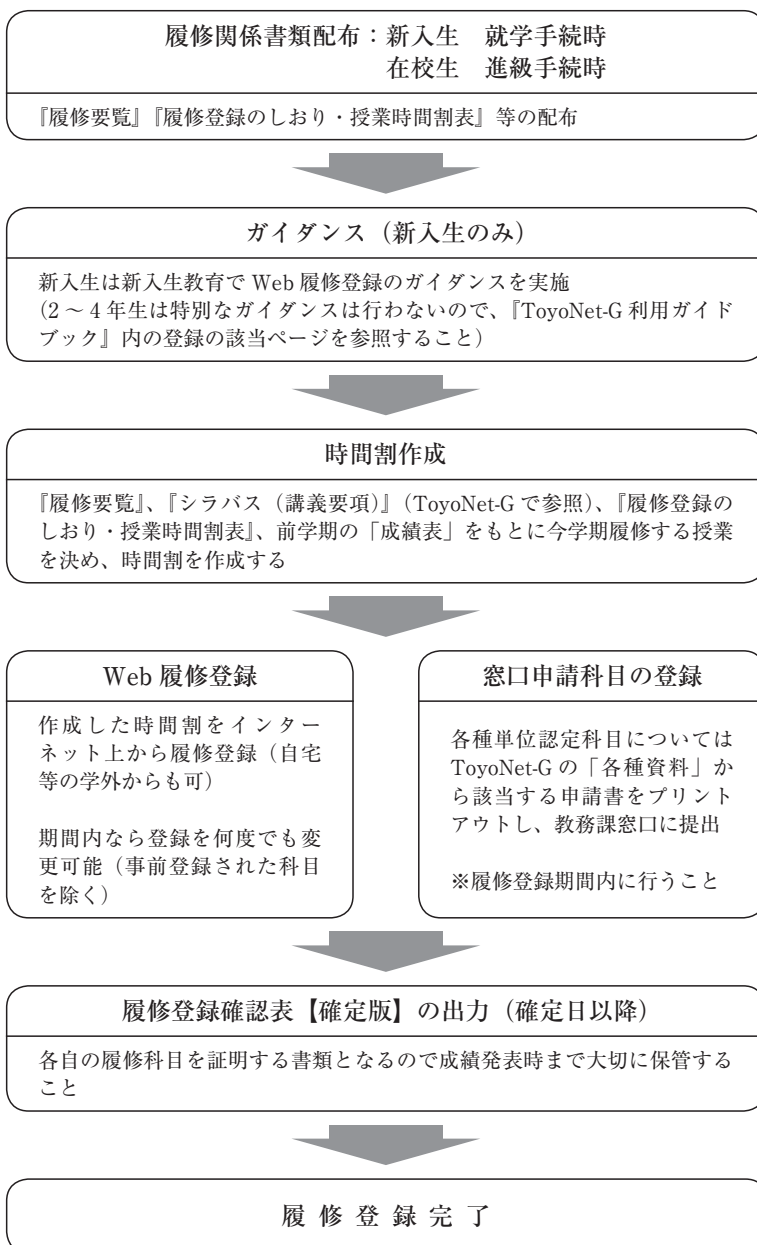 履修関係書類配布：新入生　就学手続時
在校生　進級手続時
『履修要覧』『履修登録のしおり・授業時間割表』等の配布
ガイダンス（新入生のみ）
新入生は新入生教育で Web 履修登録のガイダンスを実施
（2 ～ 4 年生は特別なガイダンスは行わないので、『ToyoNet-G 利用ガイド
ブック』内の登録の該当ページを参照すること）
時間割作成
『履修要覧』、『シラバス（講義要項）』（ToyoNet-G で参照）、『履修登録の
しおり・授業時間割表』、前学期の「成績表」をもとに今学期履修する授業
を決め、時間割を作成する
Web 履修登録
作成した時間割をインター
ネット上から履修登録（自宅
等の学外からも可）
期間内なら登録を何度でも変
更可能（事前登録された科目
を除く）
窓口申請科目の登録
各種単位認定科目については
ToyoNet-G の「各種資料」か
ら該当する申請書をプリント
アウトし、教務課窓口に提出
※履修登録期間内に行うこと
履修登録確認表【確定版】の出力（確定日以降）
各自の履修科目を証明する書類となるので成績発表時まで大切に保管する
こと
履 修 登 録 完 了